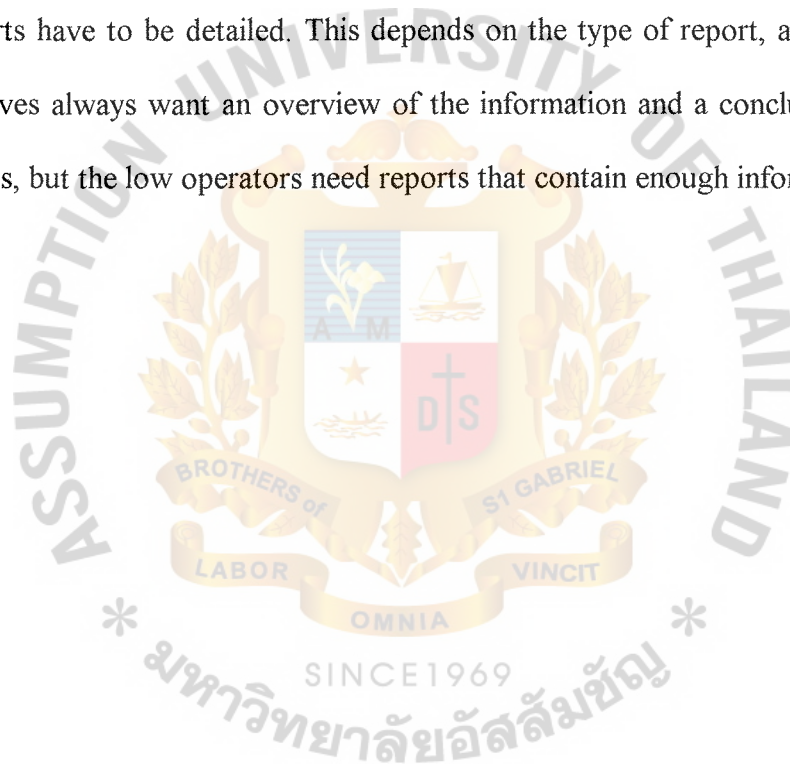 rts have to be detailed. This depends on the type of report, a
ves always want an overview of the information and a conclu
s, but the low operators need reports that contain enough infor
ASSUMPTION UNIVERSITY OF THAILAND
A M
D S
BROTHERS of S1 GABRIEL
LABOR VINCIT
OMNIA
SINCE1969
* มหาวิทยาลัยอัสสัมชัญ *